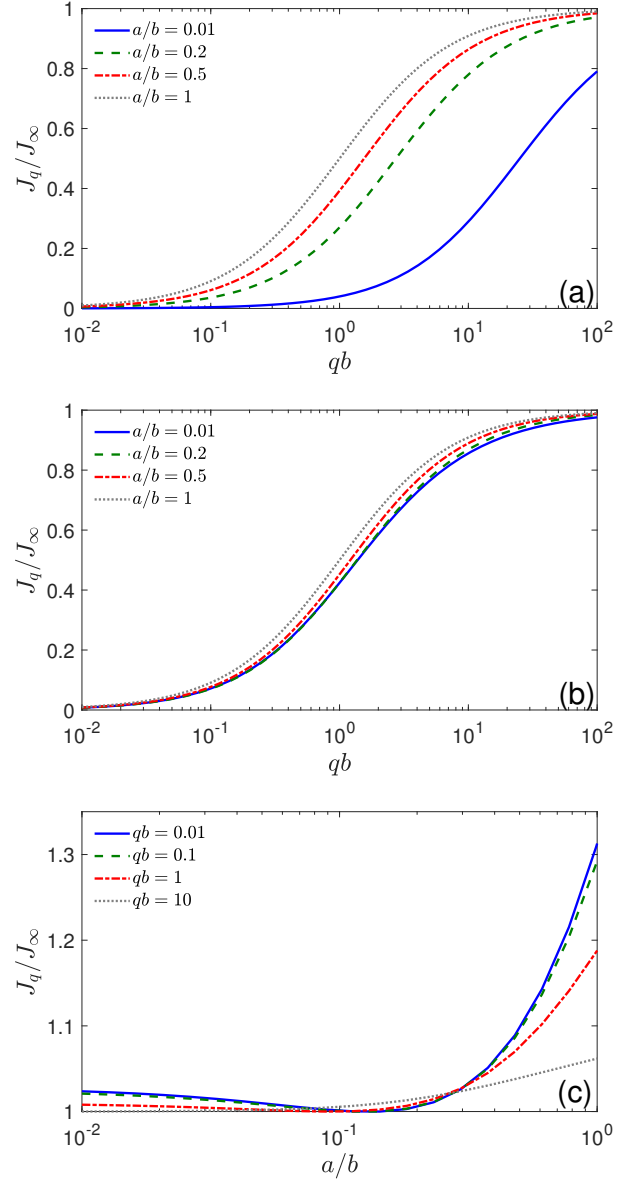 1
0.8
0.6
0.4
0.2
0
J_q/J_∞
a/b = 0.01
a/b = 0.2
a/b = 0.5
a/b = 1
(a)
10^-2 10^-1 10^0 10^1 10^2
qb
1
0.8
0.6
0.4
0.2
0
J_q/J_∞
a/b = 0.01
a/b = 0.2
a/b = 0.5
a/b = 1
(b)
10^-2 10^-1 10^0 10^1 10^2
qb
1.3
1.2
1.1
1
J_q/J_∞
qb = 0.01
qb = 0.1
qb = 1
qb = 10
(c)
10^-2 10^-1 10^0
a/b